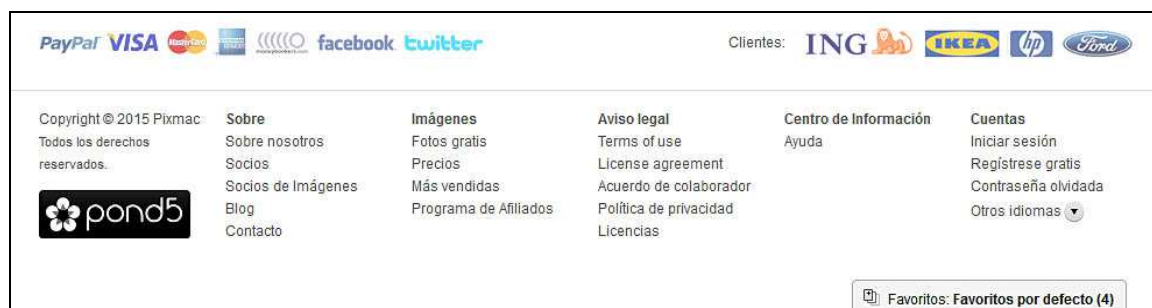 PayPal VISA MasterCard moneybookers.com facebook twitter
Clientes: ING IKEA hp Ford
Copyright © 2015 Pixmac
Todos los derechos
reservados.
pond5
Sobre
Sobre nosotros
Socios
Socios de Imágenes
Blog
Contacto
Imágenes
Fotos gratis
Precios
Más vendidas
Programa de Afiliados
Aviso legal
Terms of use
License agreement
Acuerdo de colaborador
Política de privacidad
Licencias
Centro de Información
Ayuda
Cuentas
Iniciar sesión
Regístrese gratis
Contraseña olvidada
Otros idiomas
Favoritos: Favoritos por defecto (4)